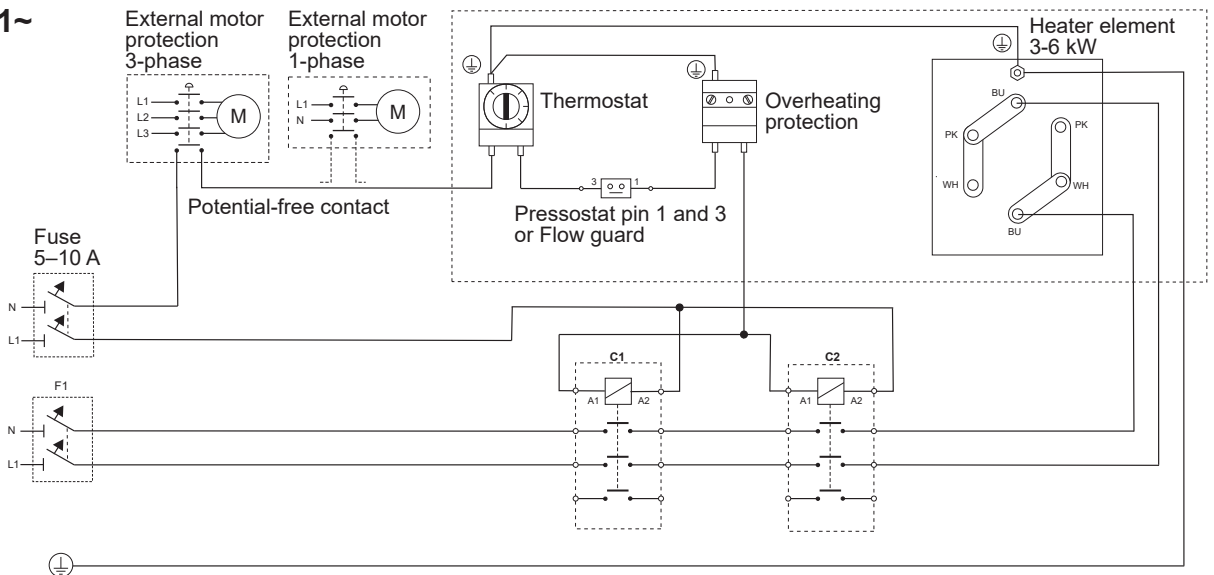 1~
External motor
protection
3-phase
External motor
protection
1-phase
Heater element
3-6 kW
L1
L2
L3
M
L1
N
M
Thermostat
Overheating
protection
BU
PK
WH
PK
WH
BU
3
1
Potential-free contact
Pressostat pin 1 and 3
or Flow guard
Fuse
5–10 A
N
L1
C1
A1
A2
C2
A1
A2
F1
N
L1